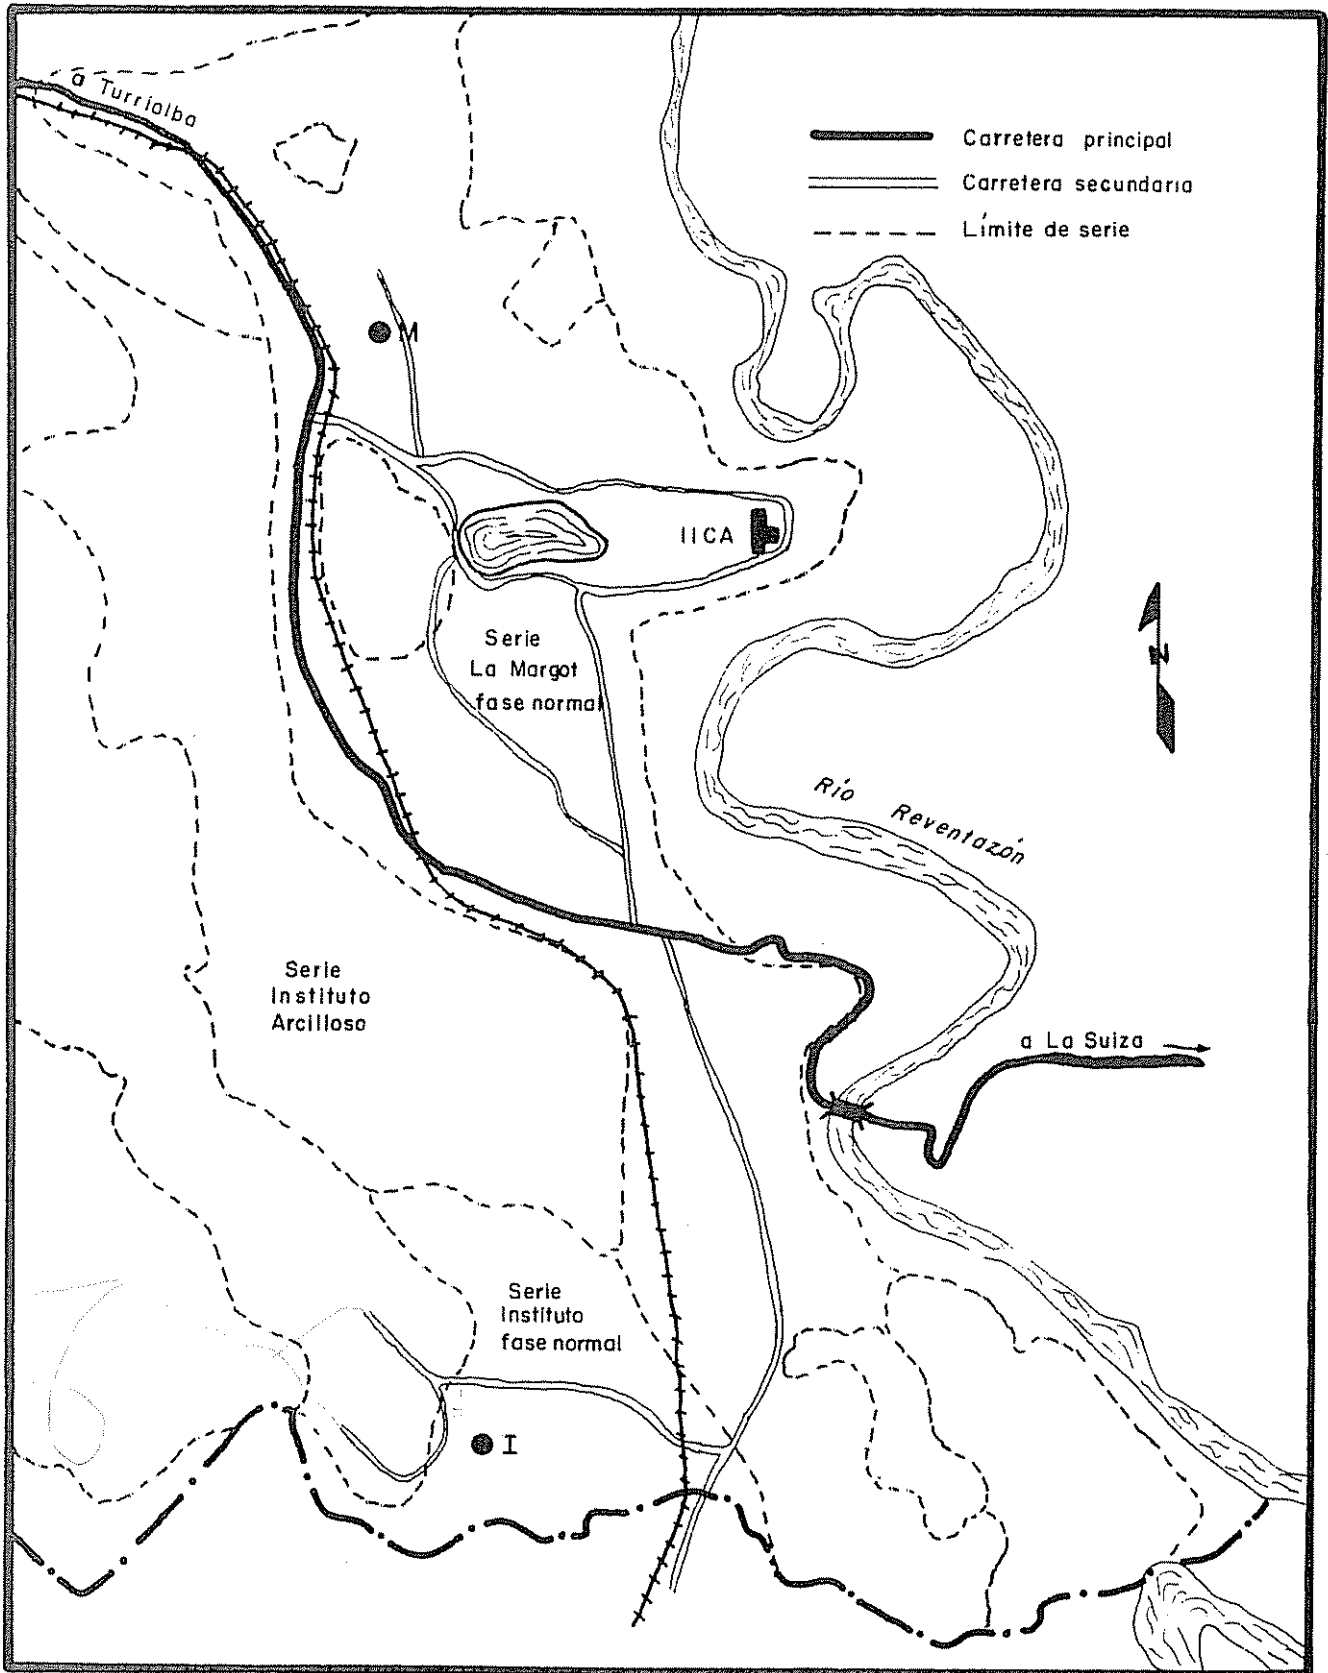 a Turrialba
Carretera principal
Carretera secundaria
Límite de serie
M
IICA
N
Serie
La Margot
fase normal
Río Reventazón
Serie
Instituto
Arcilloso
a La Suiza
Serie
Instituto
fase normal
I